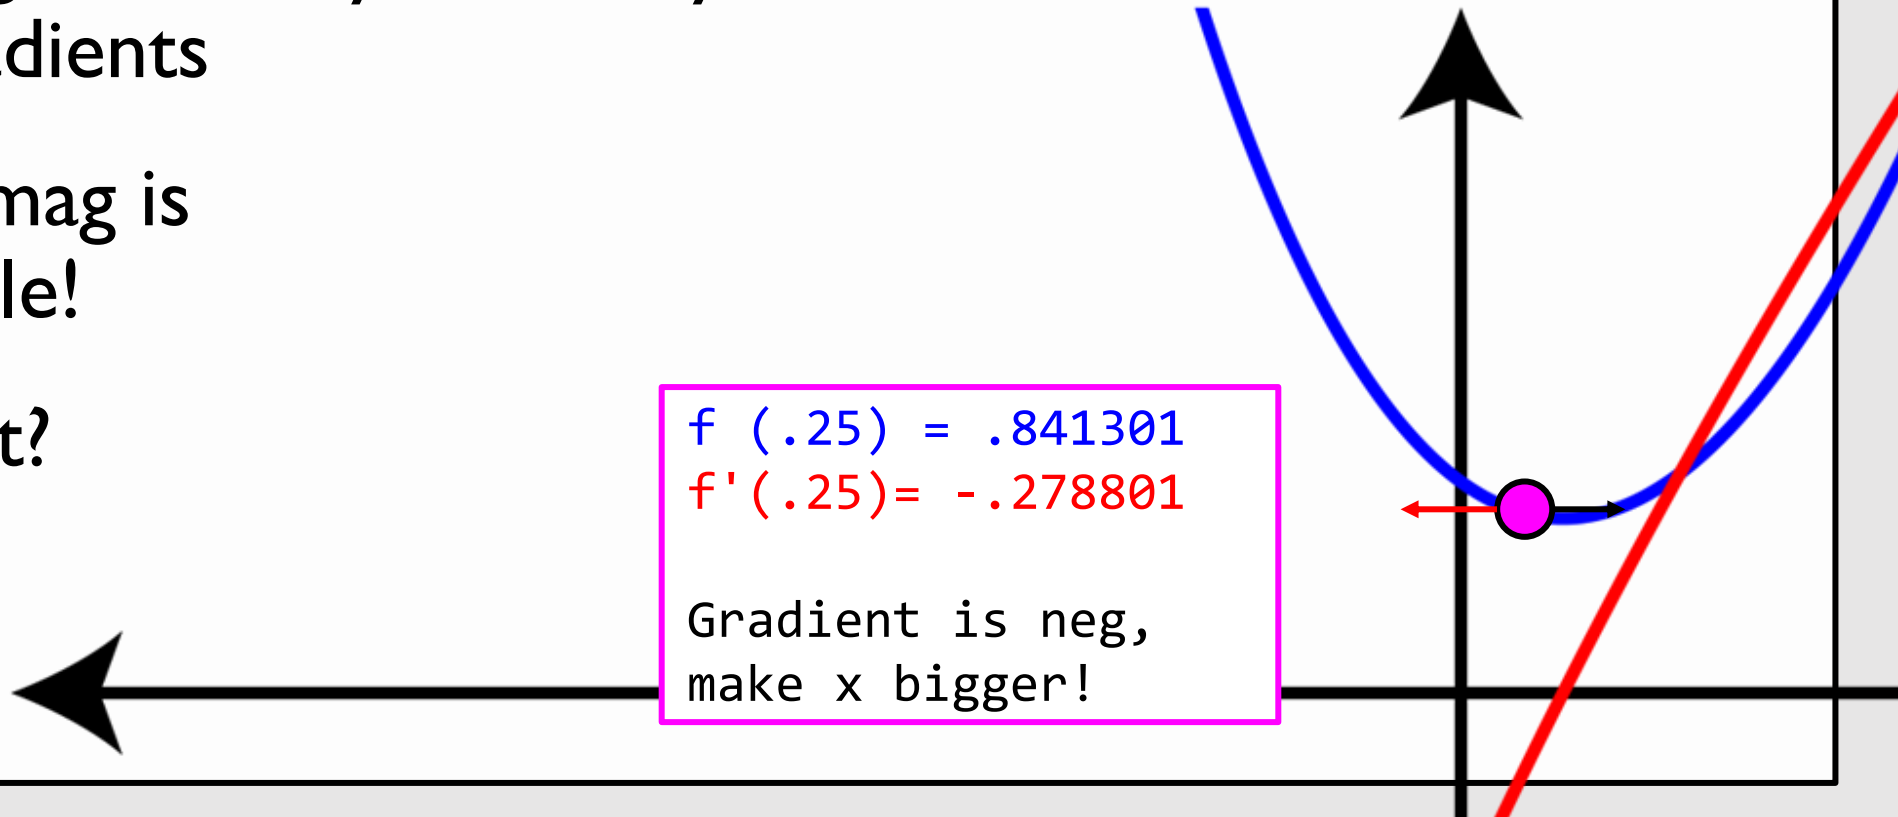 dients
mag is
le!
t?
f (.25) = .841301
f'(.25)= -.278801
Gradient is neg,
make x bigger!